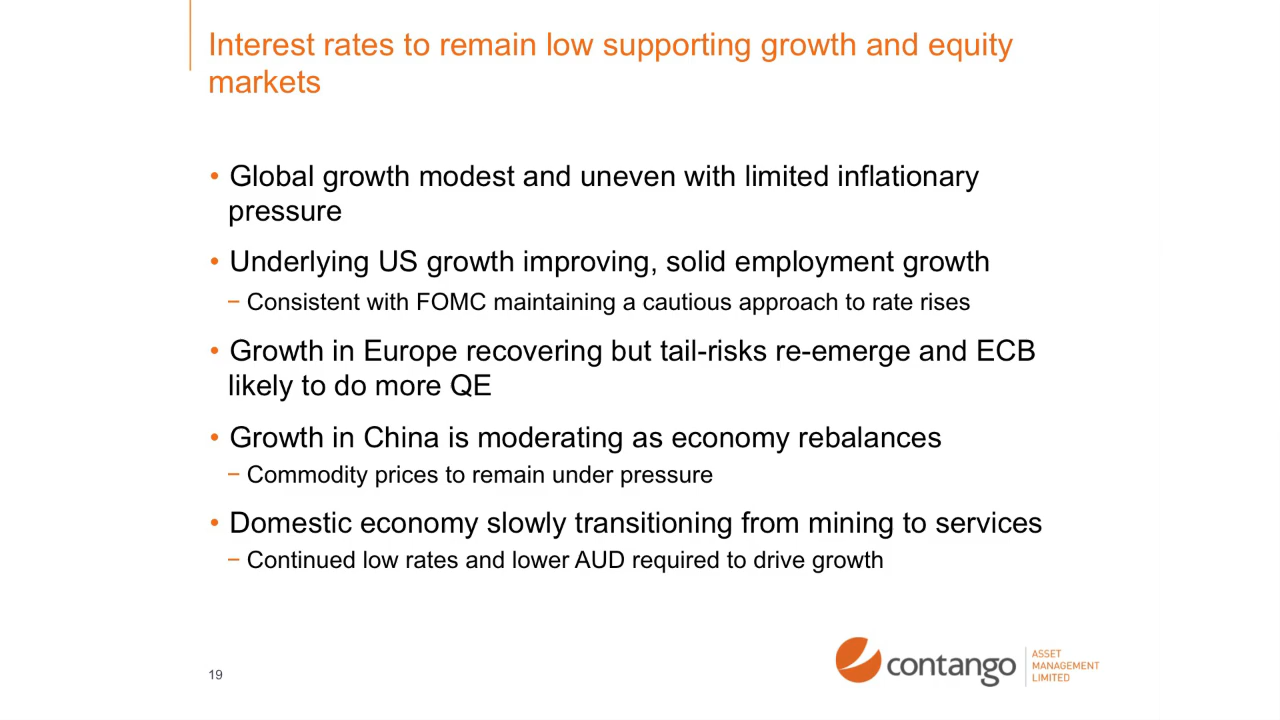 Interest rates to remain low supporting growth and equity
markets
• Global growth modest and uneven with limited inflationary
pressure
• Underlying US growth improving, solid employment growth
− Consistent with FOMC maintaining a cautious approach to rate rises
• Growth in Europe recovering but tail-risks re-emerge and ECB
likely to do more QE
• Growth in China is moderating as economy rebalances
− Commodity prices to remain under pressure
• Domestic economy slowly transitioning from mining to services
− Continued low rates and lower AUD required to drive growth
19
contango
ASSET
MANAGEMENT
LIMITED